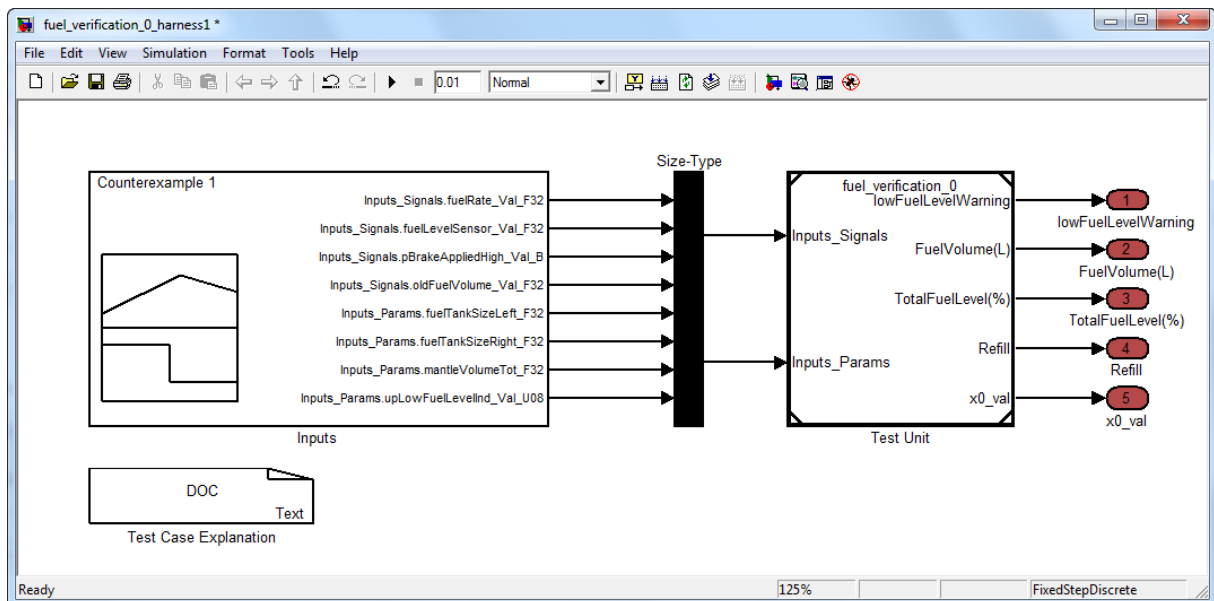 fuel_verification_0_harness1 *
File Edit View Simulation Format Tools Help
0.01 Normal
Size-Type
Counterexample 1
Inputs_Signals.fuelRate_Val_F32
Inputs_Signals.fuelLevelSensor_Val_F32
Inputs_Signals.pBrakeAppliedHigh_Val_B
Inputs_Signals.oldFuelVolume_Val_F32
Inputs_Params.fuelTankSizeLeft_F32
Inputs_Params.fuelTankSizeRight_F32
Inputs_Params.mantleVolumeTot_F32
Inputs_Params.upLowFuelLevelInd_Val_U08
Inputs
fuel_verification_0
lowFuelLevelWarning
Inputs_Signals
FuelVolume(L)
TotalFuelLevel(%)
Refill
Inputs_Params
x0_val
Test Unit
1
lowFuelLevelWarning
2
FuelVolume(L)
3
TotalFuelLevel(%)
4
Refill
5
x0_val
DOC
Text
Test Case Explanation
Ready 125% FixedStepDiscrete